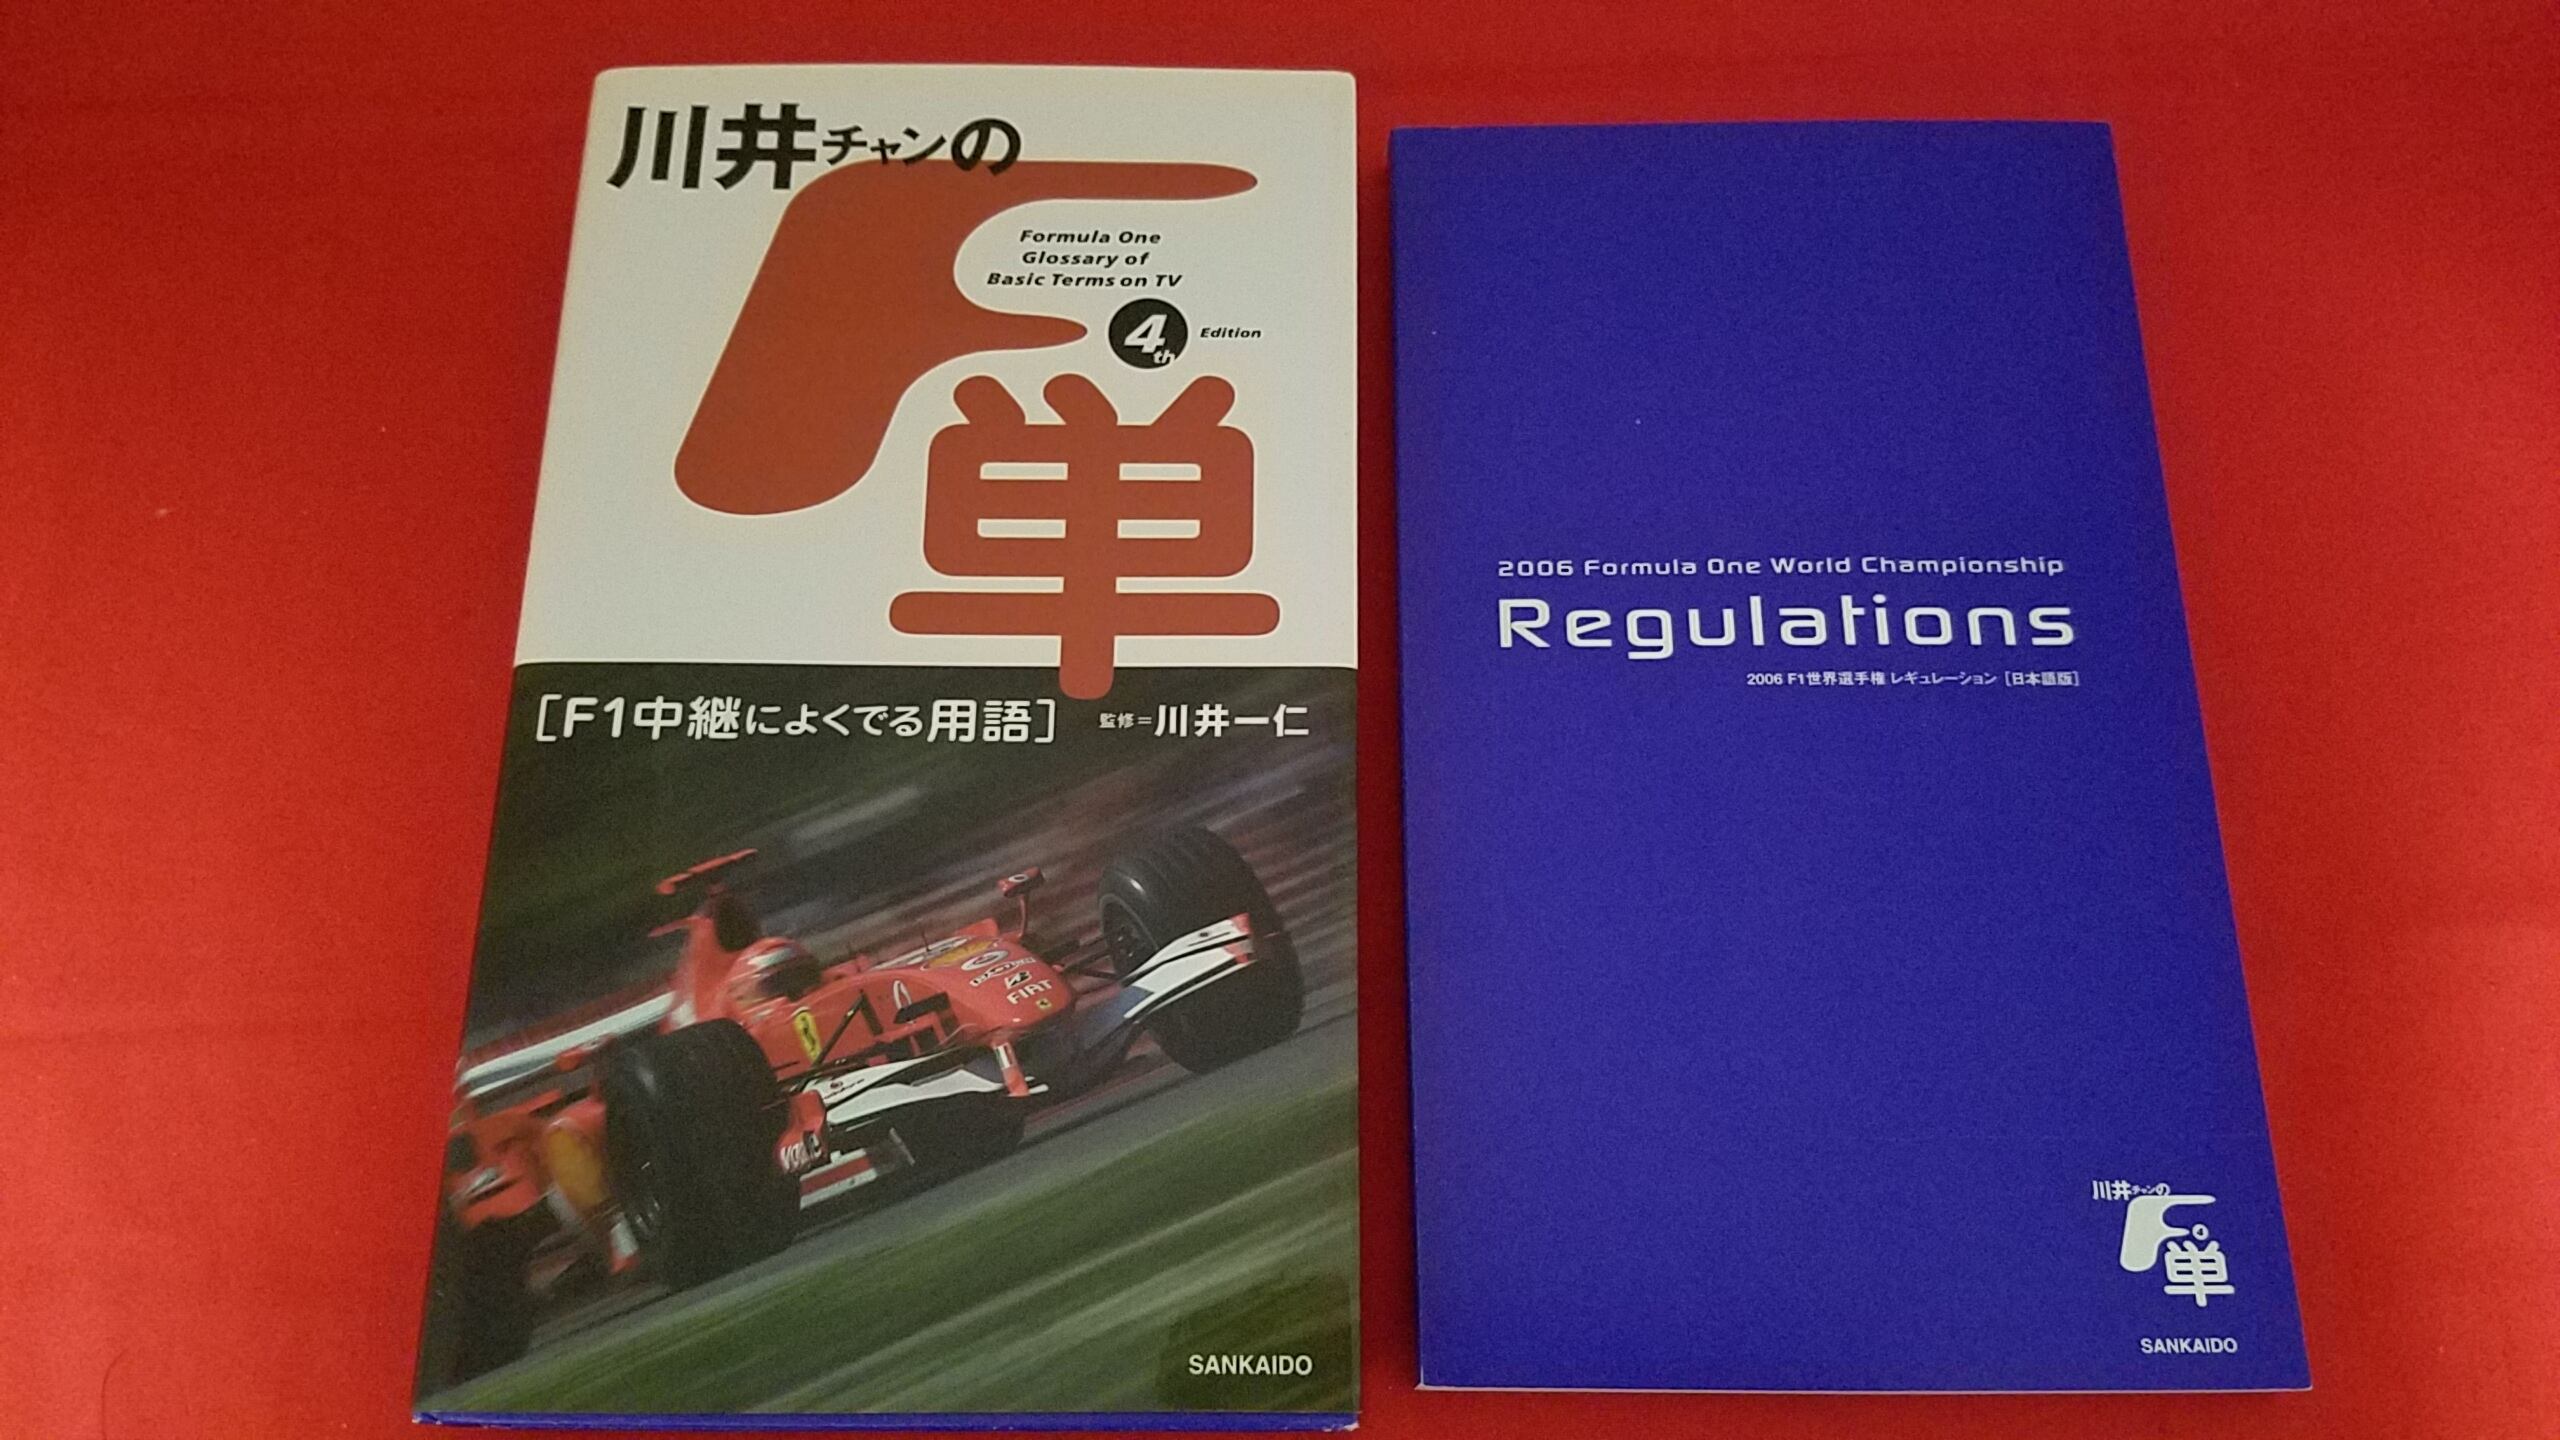 川井チャンの
F単
Formula One
Glossary of
Basic Terms on TV
4th Edition
[F1中継によくでる用語] 監修=川井一仁
FIAT
SANKAIDO
2006 Formula One World Championship
Regulations
2006 F1世界選手権 レギュレーション [日本語版]
川井チャンの
F単
4
SANKAIDO